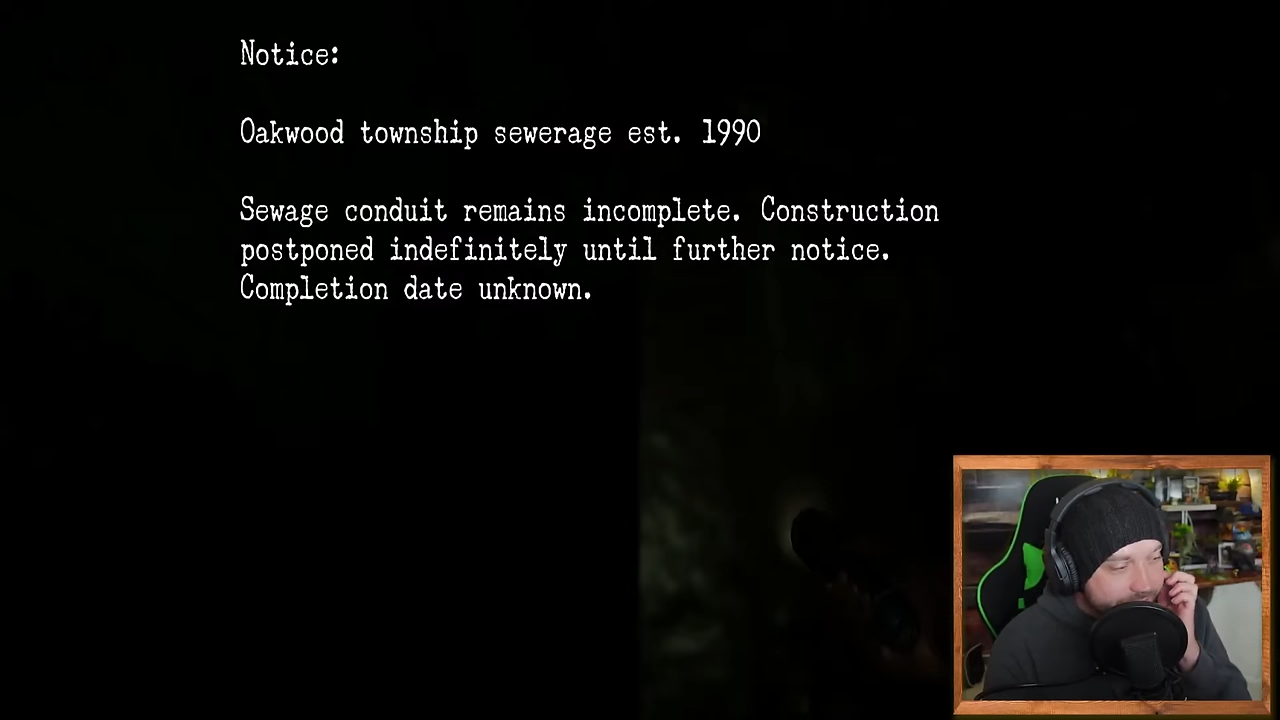 Notice:
Oakwood township sewerage est. 1990
Sewage conduit remains incomplete. Construction
postponed indefinitely until further notice.
Completion date unknown.